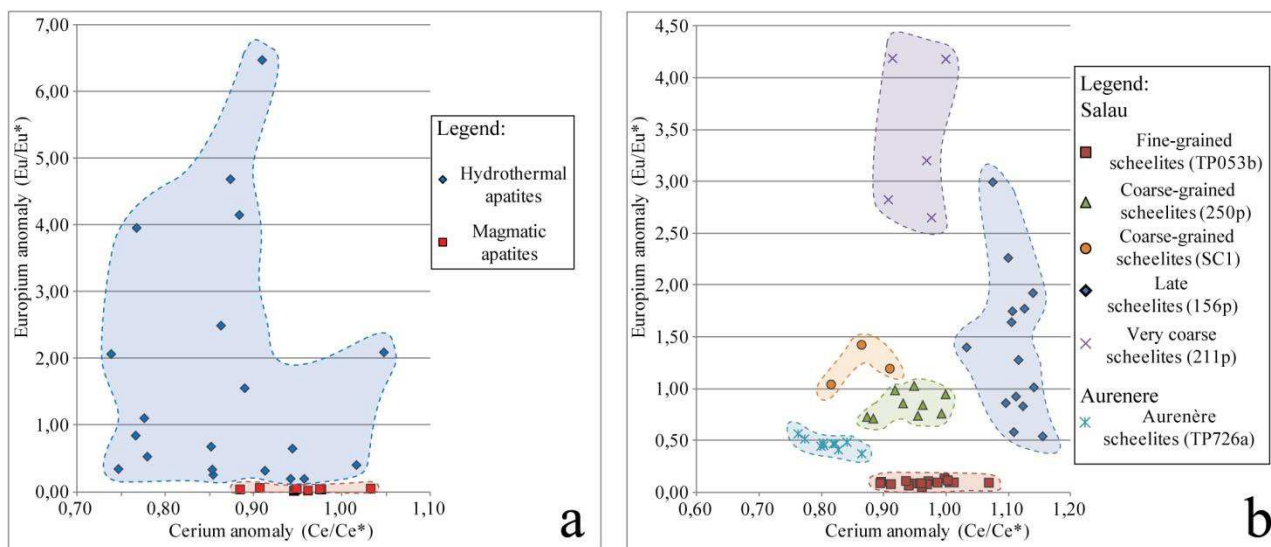 7,00
6,00
5,00
4,00
3,00
2,00
1,00
0,00
Europium anomaly (Eu/Eu*)
0,70
0,80
0,90
1,00
1,10
Cerium anomaly (Ce/Ce*)
Legend:
Hydrothermal
apatites
Magmatic
apatites
a
4,50
4,00
3,50
3,00
2,50
2,00
1,50
1,00
0,50
0,00
Europium anomaly (Eu/Eu*)
0,60
0,70
0,80
0,90
1,00
1,10
1,20
Cerium anomaly (Ce/Ce*)
Legend:
Salau
Fine-grained
scheelites (TP053b)
Coarse-grained
scheelites (250p)
Coarse-grained
scheelites (SC1)
Late
scheelites (156p)
Very coarse
scheelites (211p)
Aurenere
Aurenère
scheelites (TP726a)
b